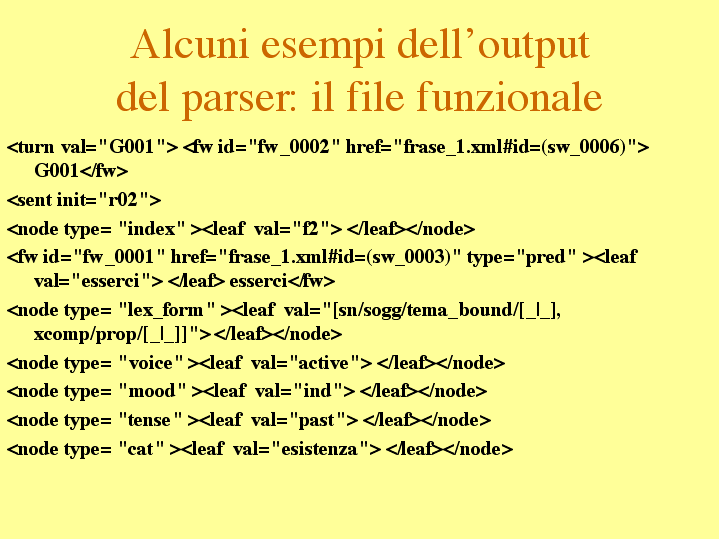 Alcuni esempi dell’output
del parser: il file funzionale
<turn val="G001"> <fw id="fw_0002" href="frase_1.xml#id=(sw_0006)">
G001</fw>
<sent init="r02">
<node type= "index" ><leaf  val="f2"> </leaf></node>
<fw id="fw_0001" href="frase_1.xml#id=(sw_0003)" type="pred" ><leaf
val="esserci"> </leaf> esserci</fw>
<node type= "lex_form" ><leaf  val="[sn/sogg/tema_bound/[_|_],
xcomp/prop/[_|_]]"> </leaf></node>
<node type= "voice" ><leaf  val="active"> </leaf></node>
<node type= "mood" ><leaf  val="ind"> </leaf></node>
<node type= "tense" ><leaf  val="past"> </leaf></node>
<node type= "cat" ><leaf  val="esistenza"> </leaf></node>